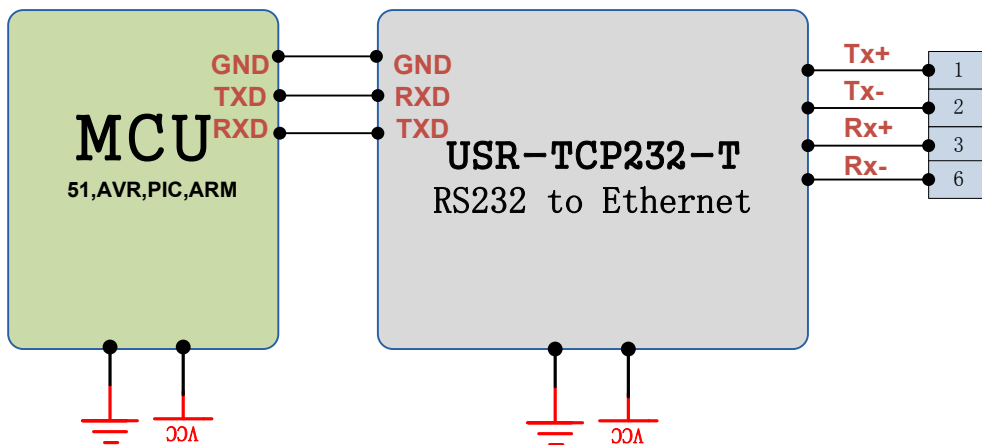 GND
TXD
RXD
MCU
51,AVR,PIC,ARM
GND
RXD
TXD
USR-TCP232-T
RS232 to Ethernet
Tx+
Tx-
Rx+
Rx-
1
2
3
6
VCC
VCC